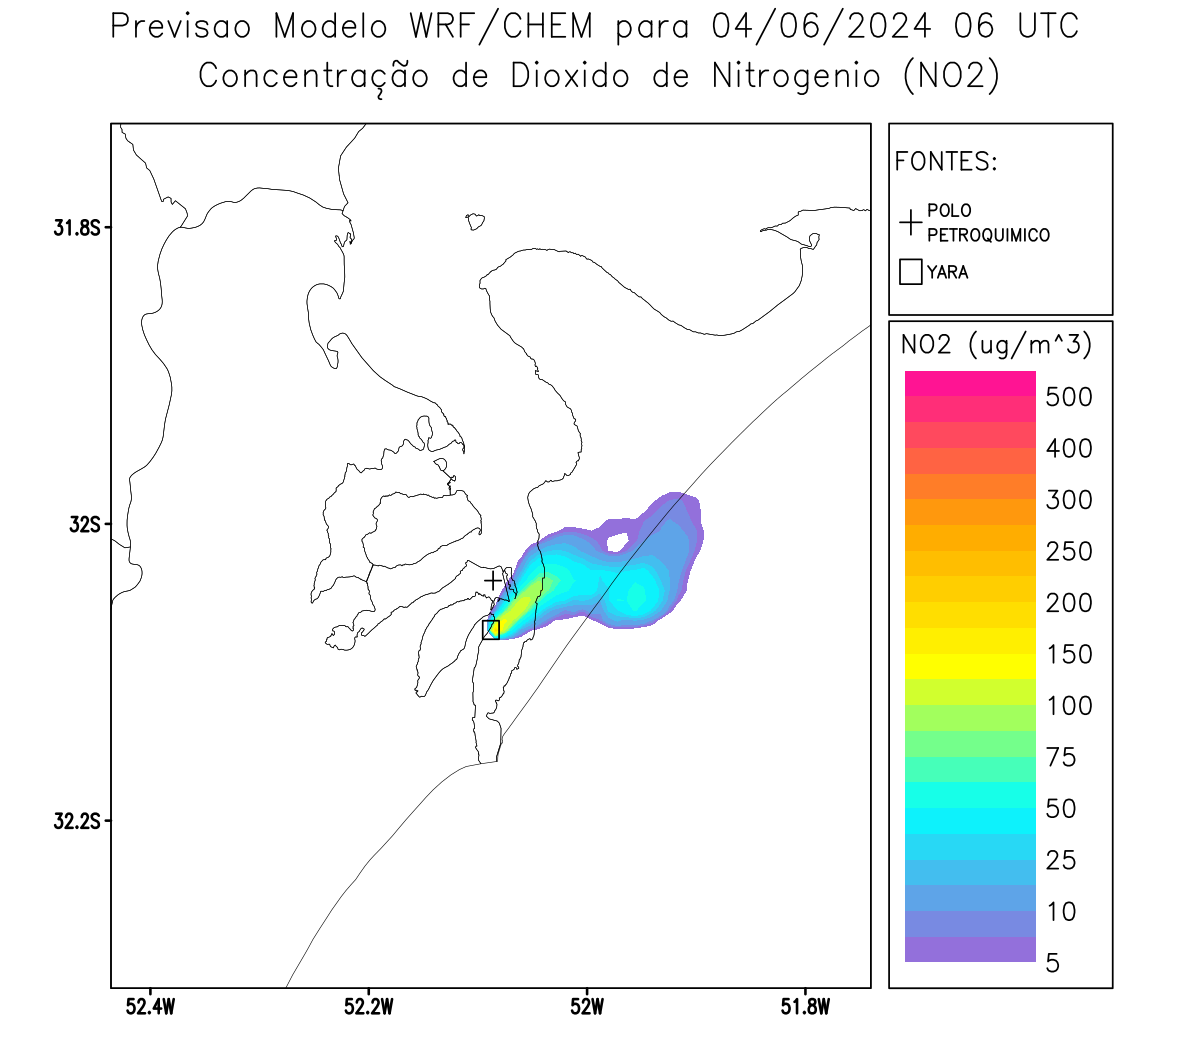 Previsao Modelo WRF/CHEM para 04/06/2024 06 UTC
Concentração de Dioxido de Nitrogenio (NO2)
FONTES:
POLO
PETROQUIMICO
YARA
NO2 (ug/m^3)
500
400
300
250
200
150
100
75
50
25
10
5
31.8S
32S
32.2S
52.4W
52.2W
52W
51.8W